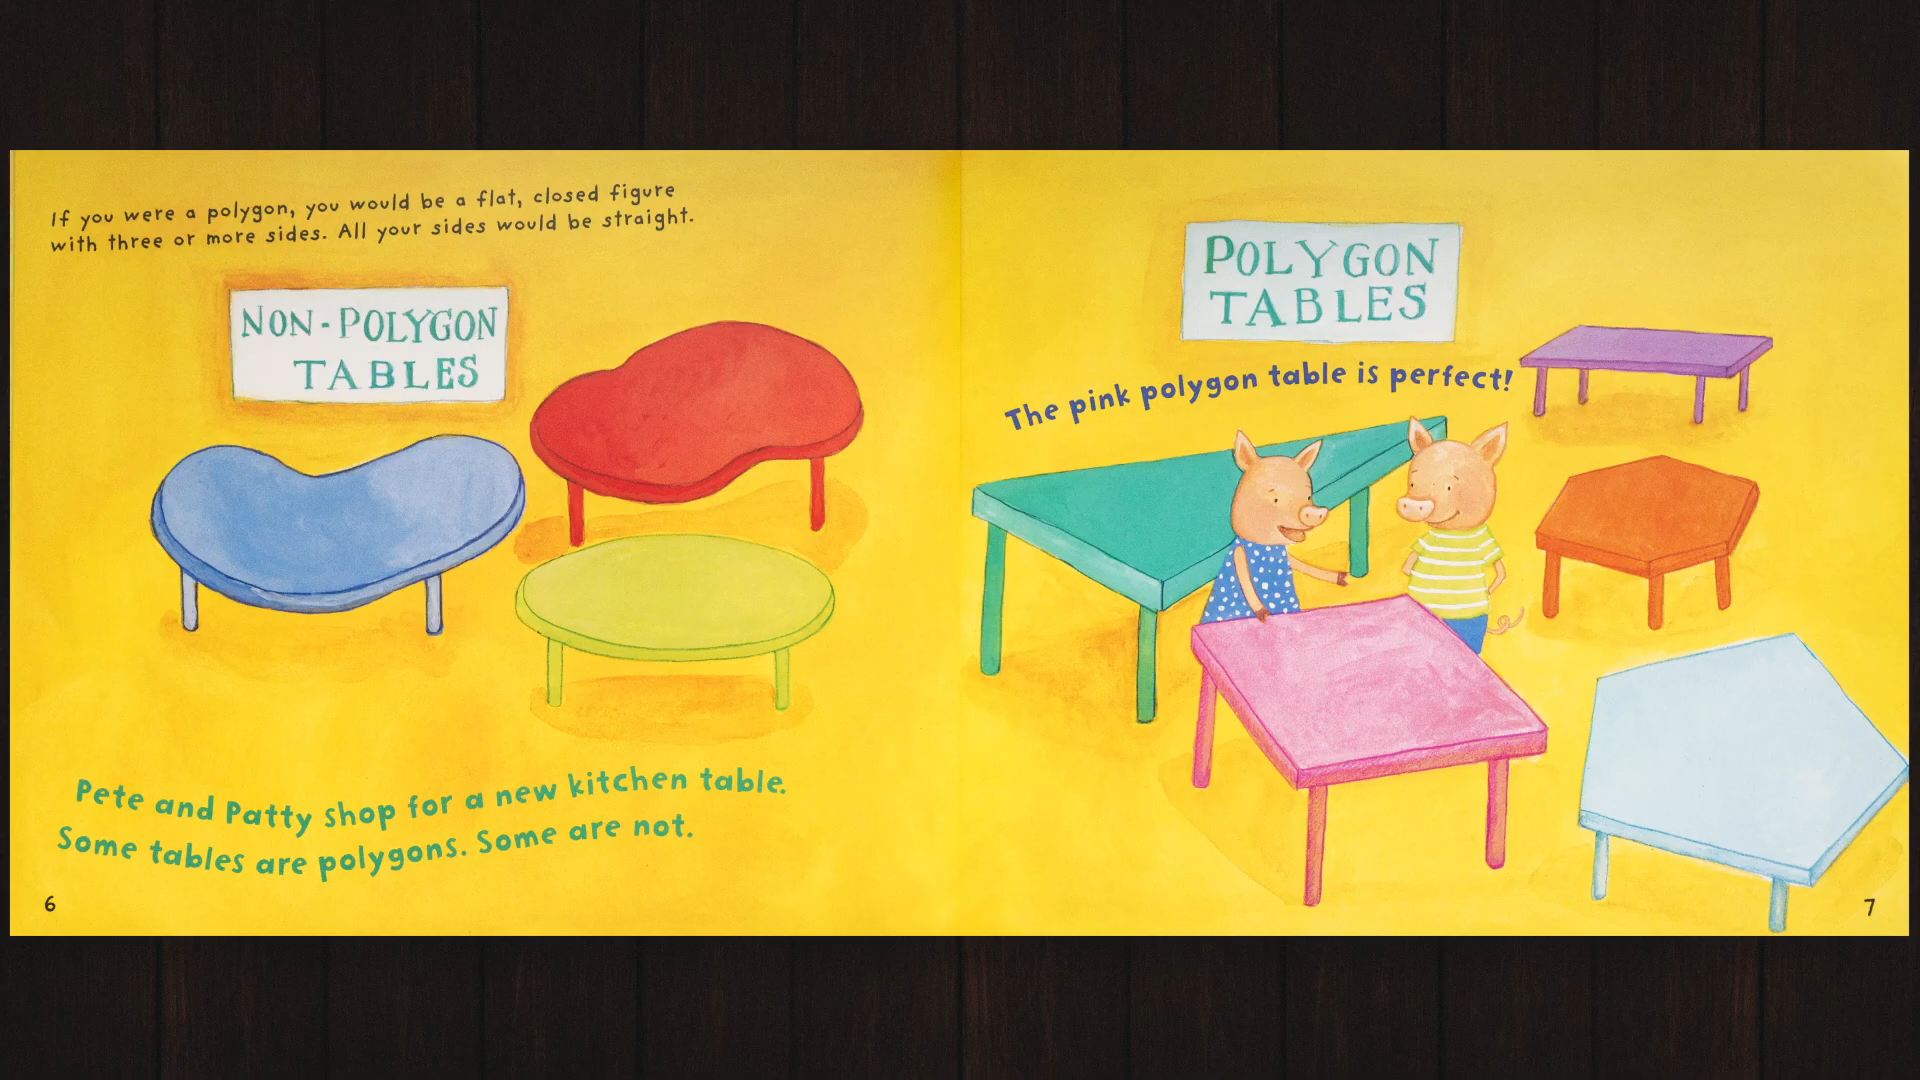 If you were a polygon, you would be a flat, closed figure
with three or more sides. All your sides would be straight.
NON-POLYGON
TABLES
Pete and Patty shop for a new kitchen table.
Some tables are polygons. Some are not.
6
POLYGON
TABLES
The pink polygon table is perfect!
7